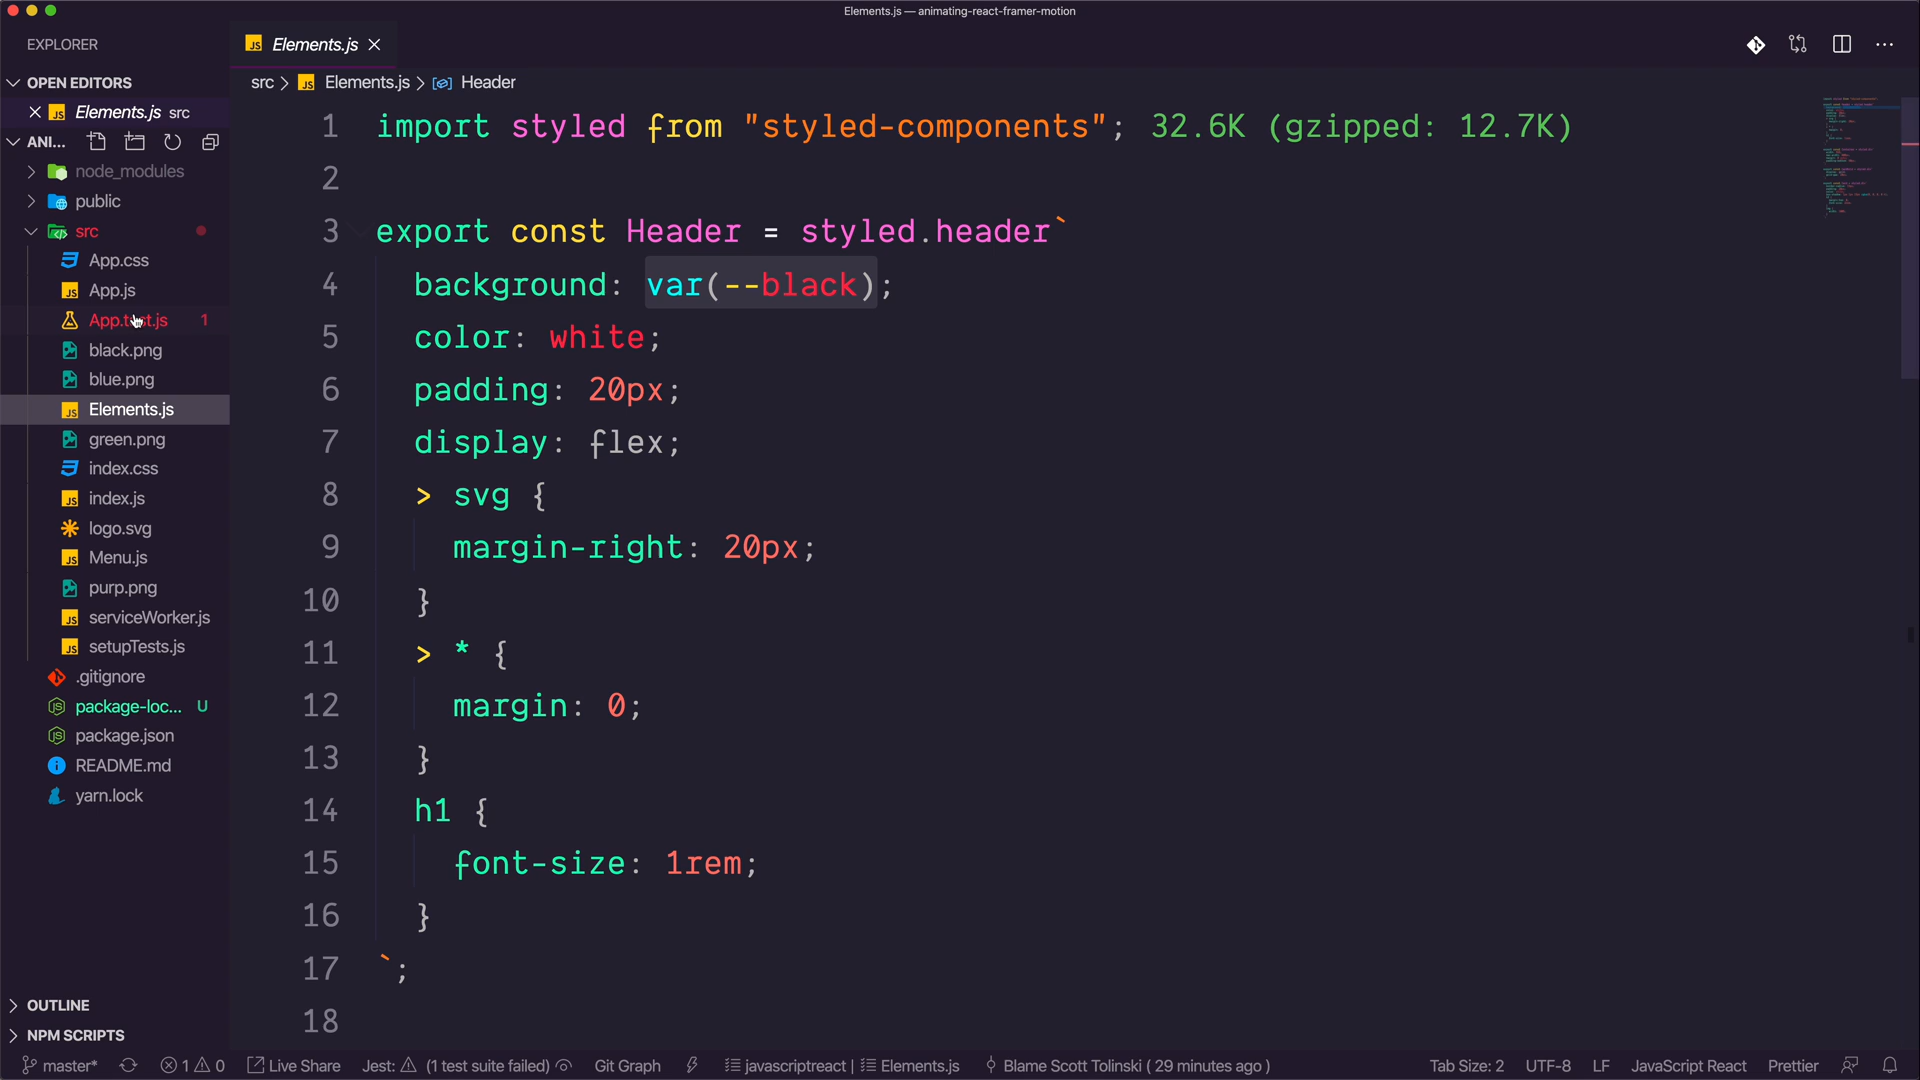 Elements.js — animating-react-framer-motion
EXPLORER
OPEN EDITORS
Elements.js src
ANI...
node_modules
public
src
App.css
App.js
App.test.js 1
black.png
blue.png
Elements.js
green.png
index.css
index.js
logo.svg
Menu.js
purp.png
serviceWorker.js
setupTests.js
.gitignore
package-loc... U
package.json
README.md
yarn.lock
OUTLINE
NPM SCRIPTS
JS Elements.js
src > JS Elements.js > Header
1 import styled from "styled-components"; 32.6K (gzipped: 12.7K)
2
3 export const Header = styled.header`
4 background: var(--black);
5 color: white;
6 padding: 20px;
7 display: flex;
8 > svg {
9 margin-right: 20px;
10 }
11 > * {
12 margin: 0;
13 }
14 h1 {
15 font-size: 1rem;
16 }
17 `;
18
master* 1 0 Live Share Jest: (1 test suite failed) Git Graph javascriptreact | Elements.js Blame Scott Tolinski ( 29 minutes ago ) Tab Size: 2 UTF-8 LF JavaScript React Prettier